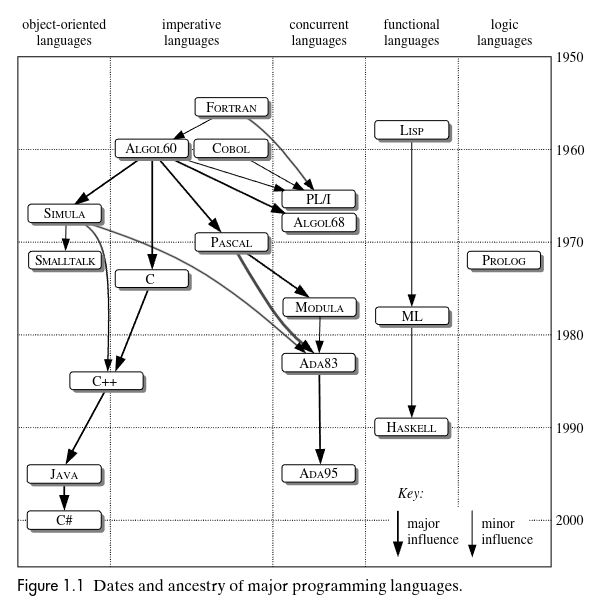 object-oriented
languages
imperative
languages
concurrent
languages
functional
languages
logic
languages
1950
FORTRAN
LISP
ALGOL60
COBOL
1960
PL/I
SIMULA
ALGOL68
PASCAL
1970
SMALLTALK
PROLOG
C
MODULA
ML
1980
ADA83
C++
HASKELL
1990
JAVA
ADA95
Key:
C#
major
influence
minor
influence
2000
Figure 1.1 Dates and ancestry of major programming languages.